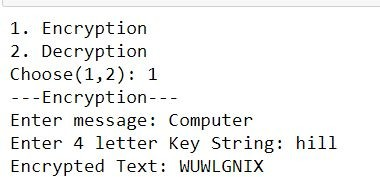 1. Encryption
2. Decryption
Choose(1,2): 1
---Encryption---
Enter message: Computer
Enter 4 letter Key String: hill
Encrypted Text: WUWLGNIX